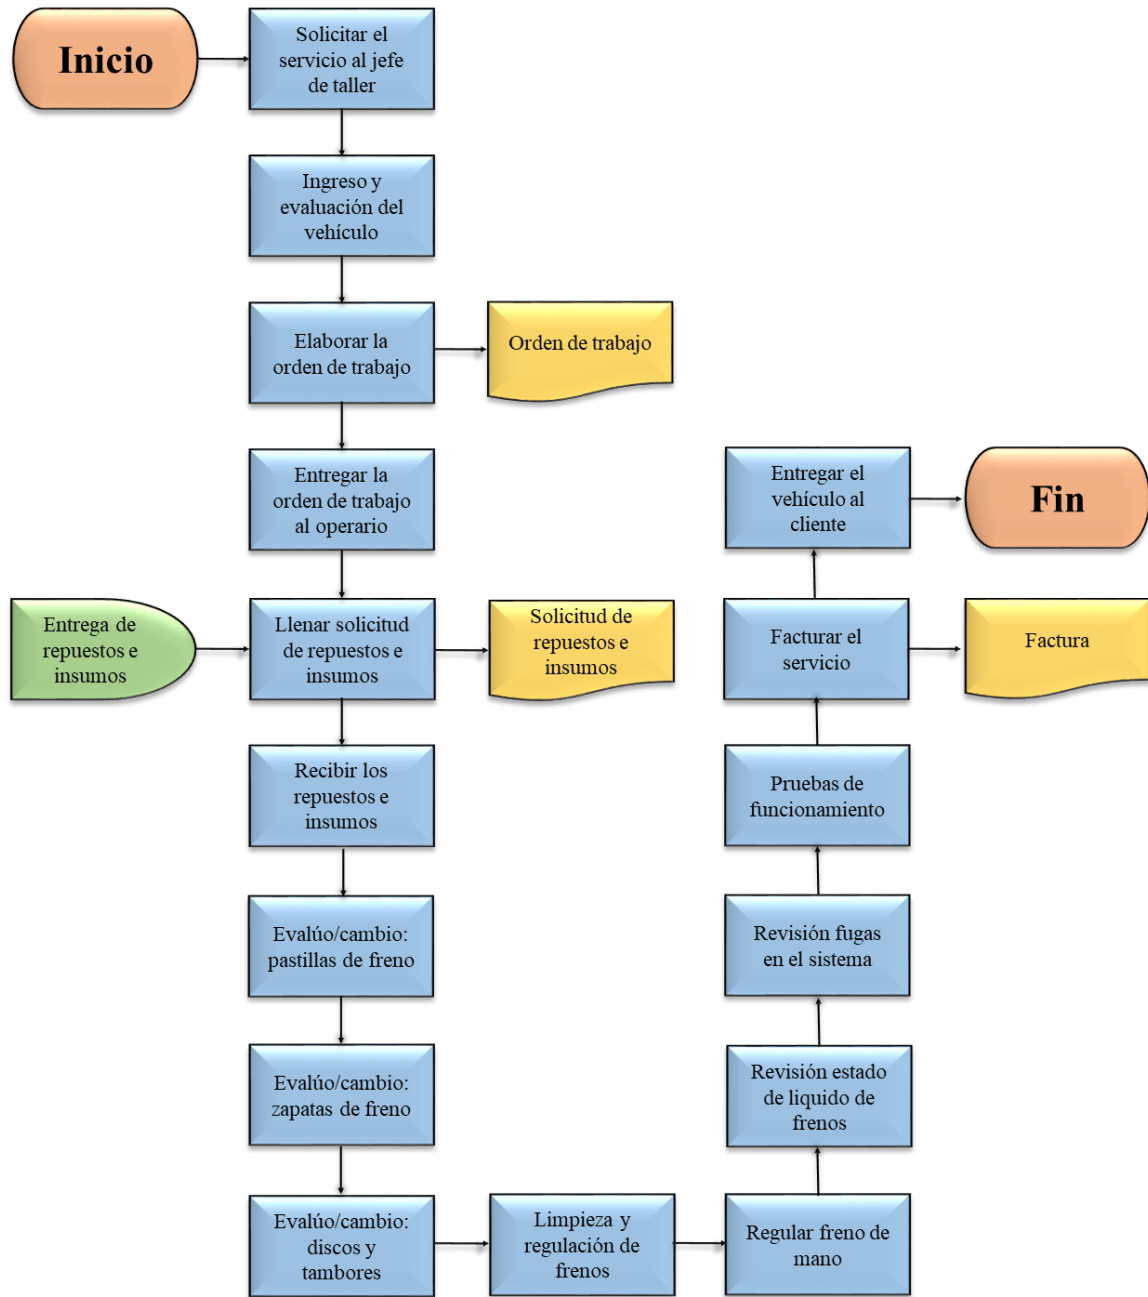 Inicio
Solicitar el
servicio al jefe
de taller
Ingreso y
evaluación del
vehículo
Elaborar la
orden de trabajo
Orden de trabajo
Entregar la
orden de trabajo
al operario
Entrega de
repuestos e
insumos
Llenar solicitud
de repuestos e
insumos
Solicitud de
repuestos e
insumos
Recibir los
repuestos e
insumos
Evalúo/cambio:
pastillas de freno
Evalúo/cambio:
zapatas de freno
Evalúo/cambio:
discos y
tambores
Limpieza y
regulación de
frenos
Regular freno de
mano
Revisión estado
de liquido de
frenos
Revisión fugas
en el sistema
Pruebas de
funcionamiento
Facturar el
servicio
Factura
Entregar el
vehículo al
cliente
Fin